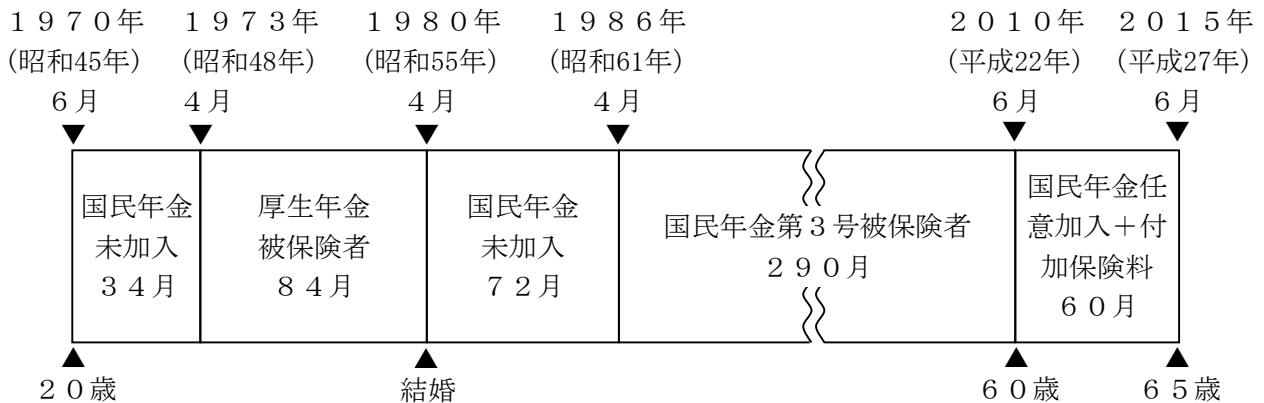 １９７０年 １９７３年 １９８０年 １９８６年 ２０10年 ２０１５年
(昭和45年) (昭和48年) (昭和55年) (昭和61年) (平成22年) (平成27年)
６月 ４月 ４月 ４月 ６月 ６月
国民年金
未加入
３４月
厚生年金
被保険者
８４月
国民年金
未加入
７２月
国民年金第３号被保険者
２９０月
国民年金任
意加入＋付
加保険料
６０月
２０歳 結婚 ６０歳 ６５歳